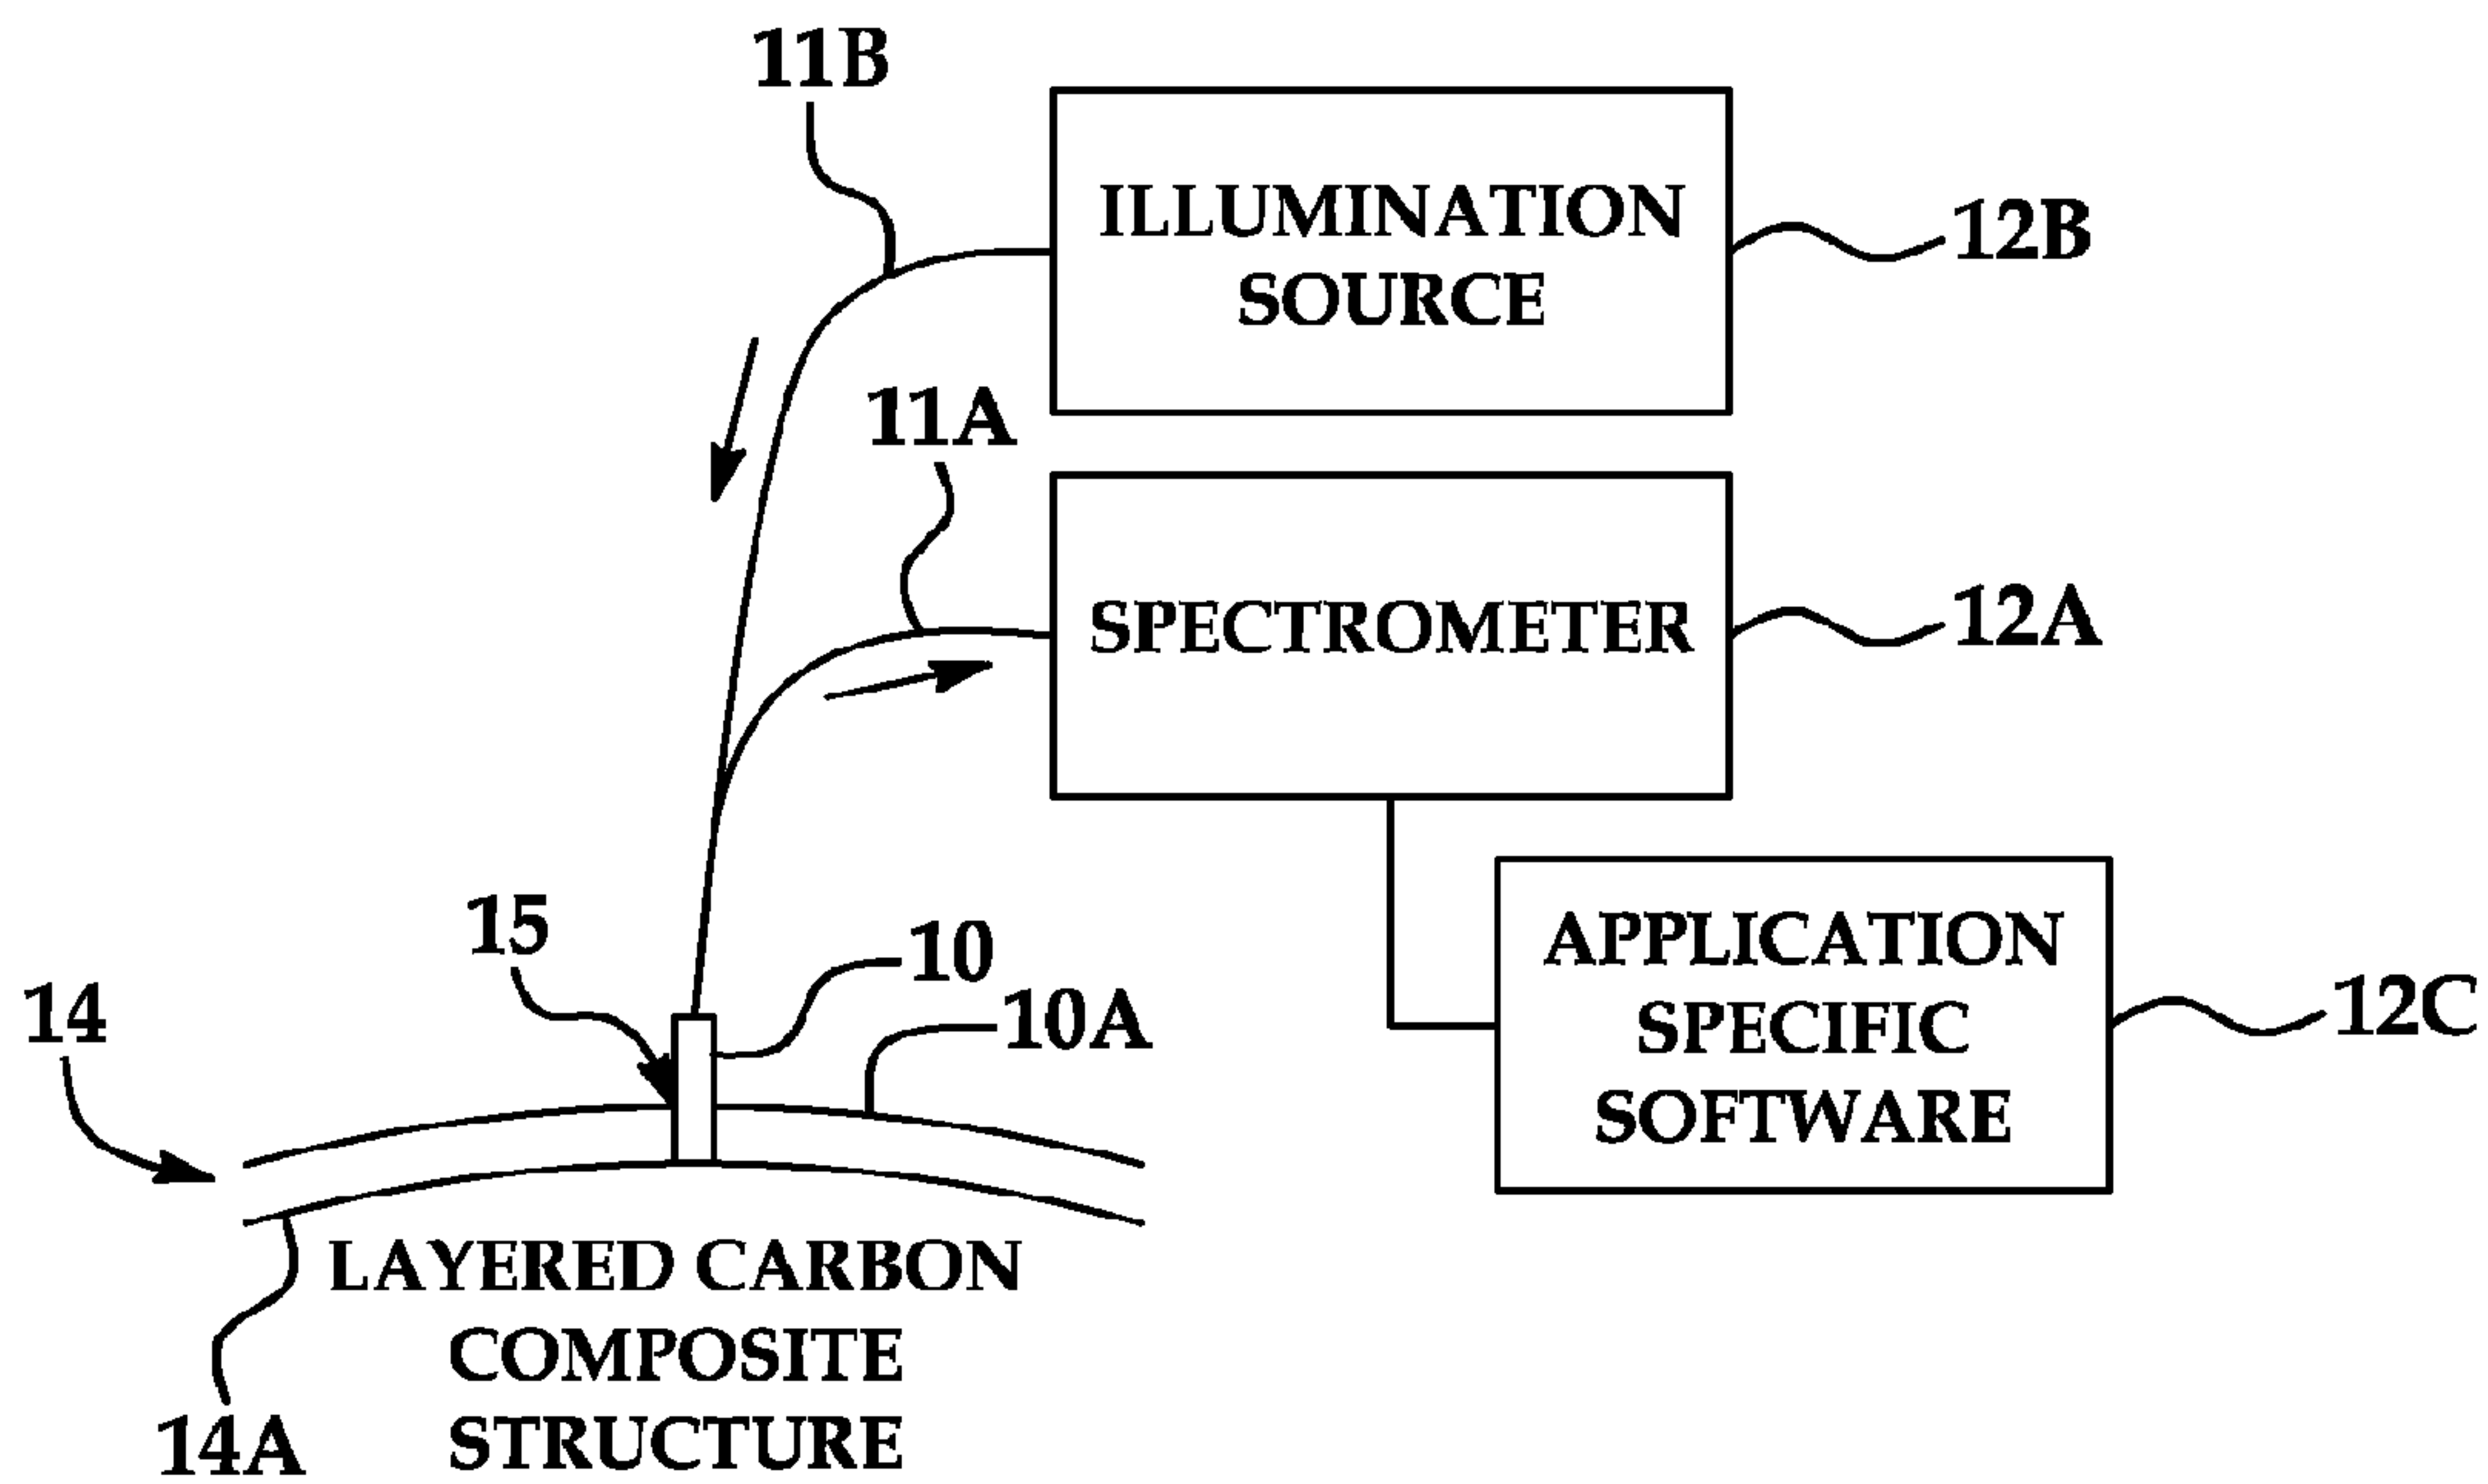 11B
ILLUMINATION
SOURCE
12B
11A
SPECTROMETER
12A
15
10
10A
14
APPLICATION
SPECIFIC
SOFTWARE
12C
LAYERED CARBON
COMPOSITE
STRUCTURE
14A